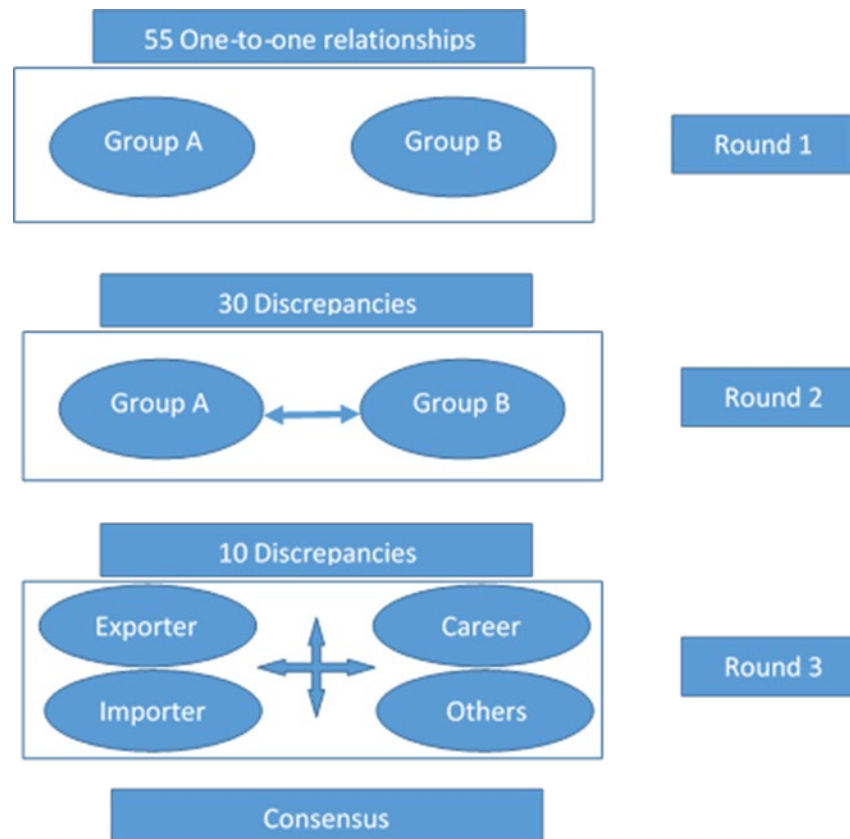 55 One-to-one relationships
Group A
Group B
Round 1
30 Discrepancies
Group A
Group B
Round 2
10 Discrepancies
Exporter
Career
Importer
Others
Round 3
Consensus